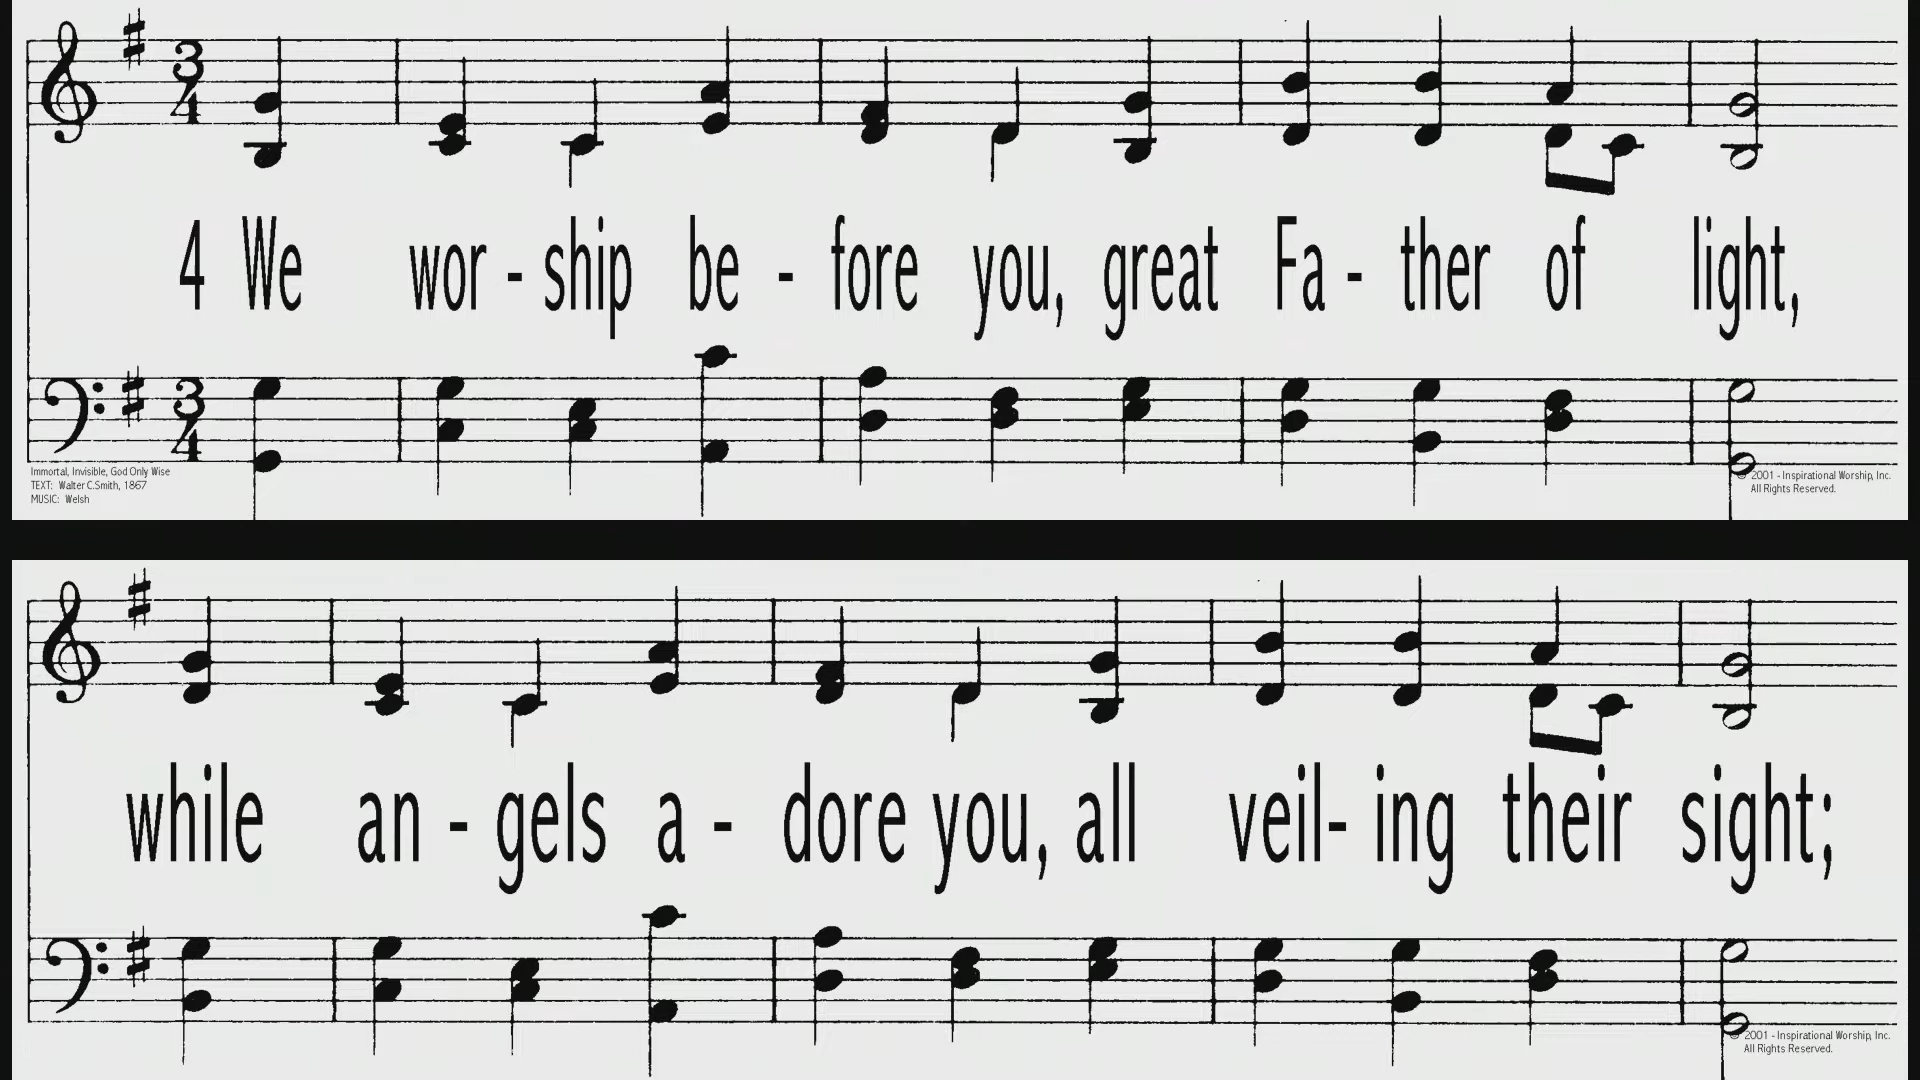 4 We wor - ship be - fore you, great Fa - ther of light,
Immortal, Invisible, God Only Wise
TEXT: Walter C.Smith, 1867
MUSIC: Welsh
© 2001 - Inspirational Worship, Inc.
All Rights Reserved.
while an - gels a - dore you, all veil- ing their sight;
© 2001 - Inspirational Worship, Inc.
All Rights Reserved.